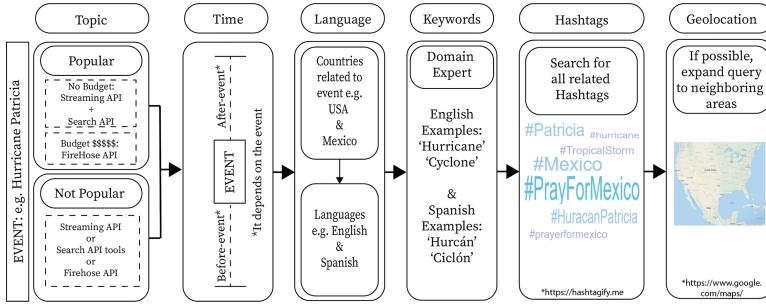 Topic
Time
Language
Keywords
Hashtags
Geolocation
EVENT: e.g, Hurricane Patricia
Popular
No Budget:
Streaming API
+
Search API
Budget $$$$$:
FireHose API
Not Popular
Streaming API
or
Search API tools
or
Firehose API
After-event*
EVENT
Before-event*
*It depends on the event
Countries
related to
event e.g.
USA
&
Mexico
Languages
e.g. English
&
Spanish
Domain
Expert
English
Examples:
‘Hurricane’
‘Cyclone’
&
Spanish
Examples:
‘Hurcán’
‘Ciclón’
Search for
all related
Hashtags
#Patricia #hurricane
#TropicalStorm
#Mexico
#PrayForMexico
#HuracanPatricia
#prayerformexico
*https://hashtagify.me
If possible,
expand query
to neighboring
areas
*https://www.google.
com/maps/